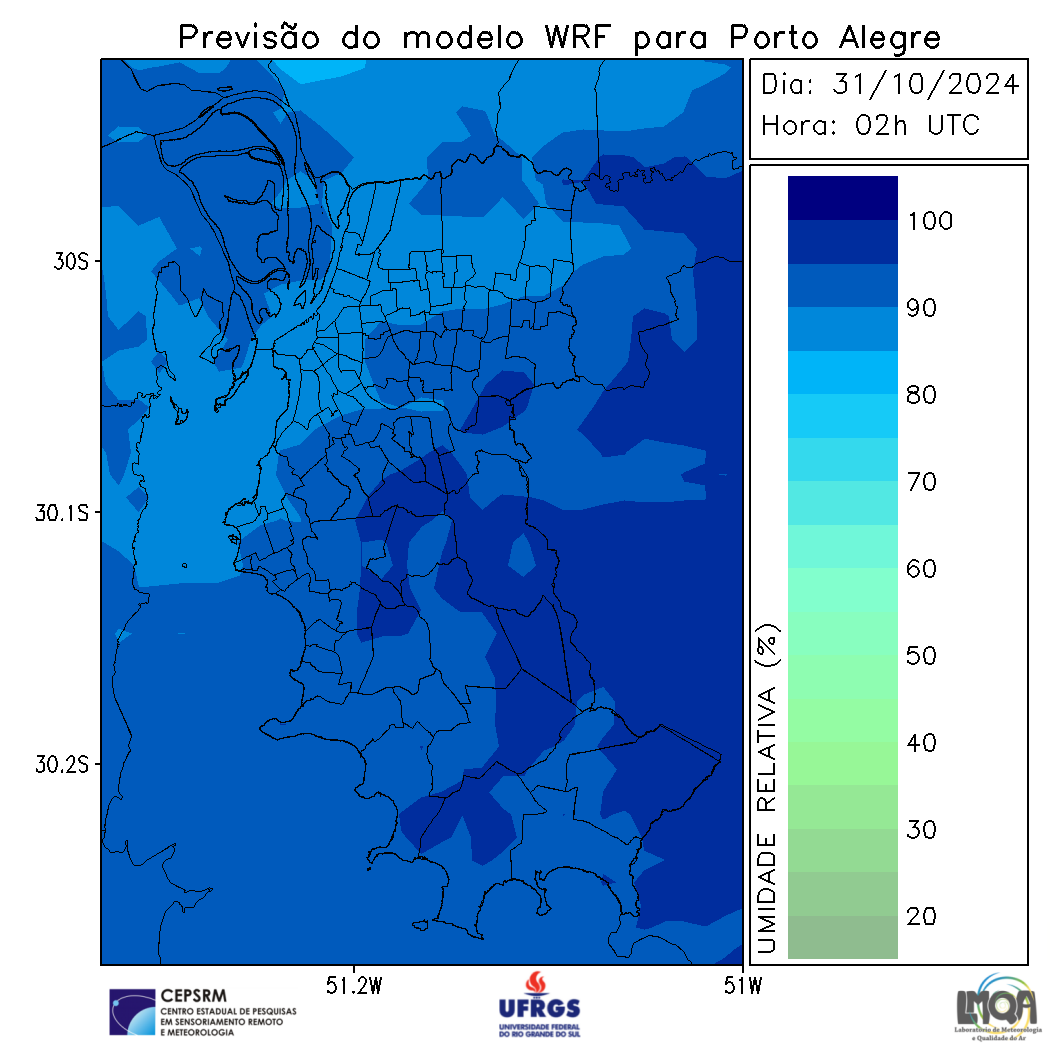 Previsão do modelo WRF para Porto Alegre
Dia: 31/10/2024
Hora: 02h UTC
30S
30.1S
30.2S
51.2W
51W
100
90
80
70
60
50
40
30
20
UMIDADE RELATIVA (%)
CEPSRM
CENTRO ESTADUAL DE PESQUISAS
EM SENSORIAMENTO REMOTO
E METEOROLOGIA
UFRGS
UNIVERSIDADE FEDERAL
DO RIO GRANDE DO SUL
LMQA
Laboratório de Meteorologia
e Qualidade do Ar